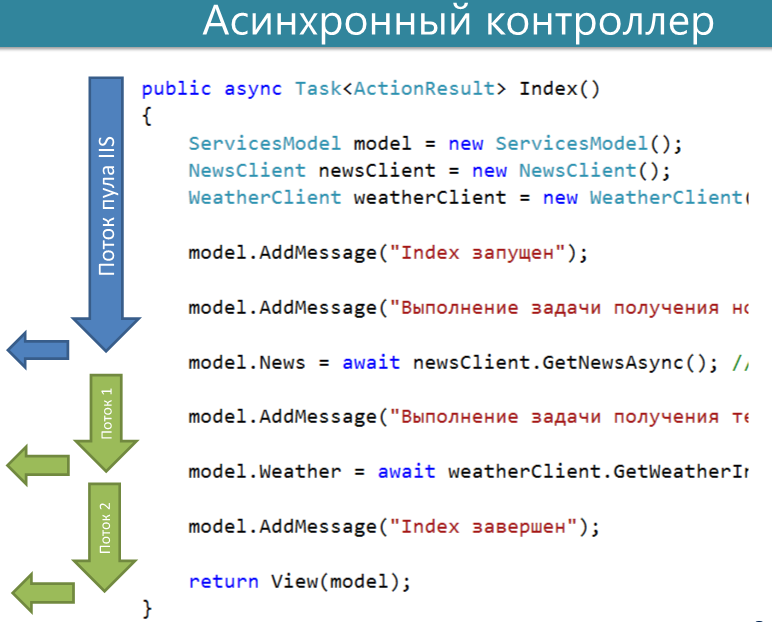 Асинхронный контроллер
public async Task<ActionResult> Index()
{
ServicesModel model = new ServicesModel();
NewsClient newsClient = new NewsClient();
WeatherClient weatherClient = new WeatherClient(
model.AddMessage("Index запущен");
model.AddMessage("Выполнение задачи получения но
model.News = await newsClient.GetNewsAsync(); //
model.AddMessage("Выполнение задачи получения те
model.Weather = await weatherClient.GetWeatherIn
model.AddMessage("Index завершен");
return View(model);
}
Поток пула IIS
Поток 1
Поток 2